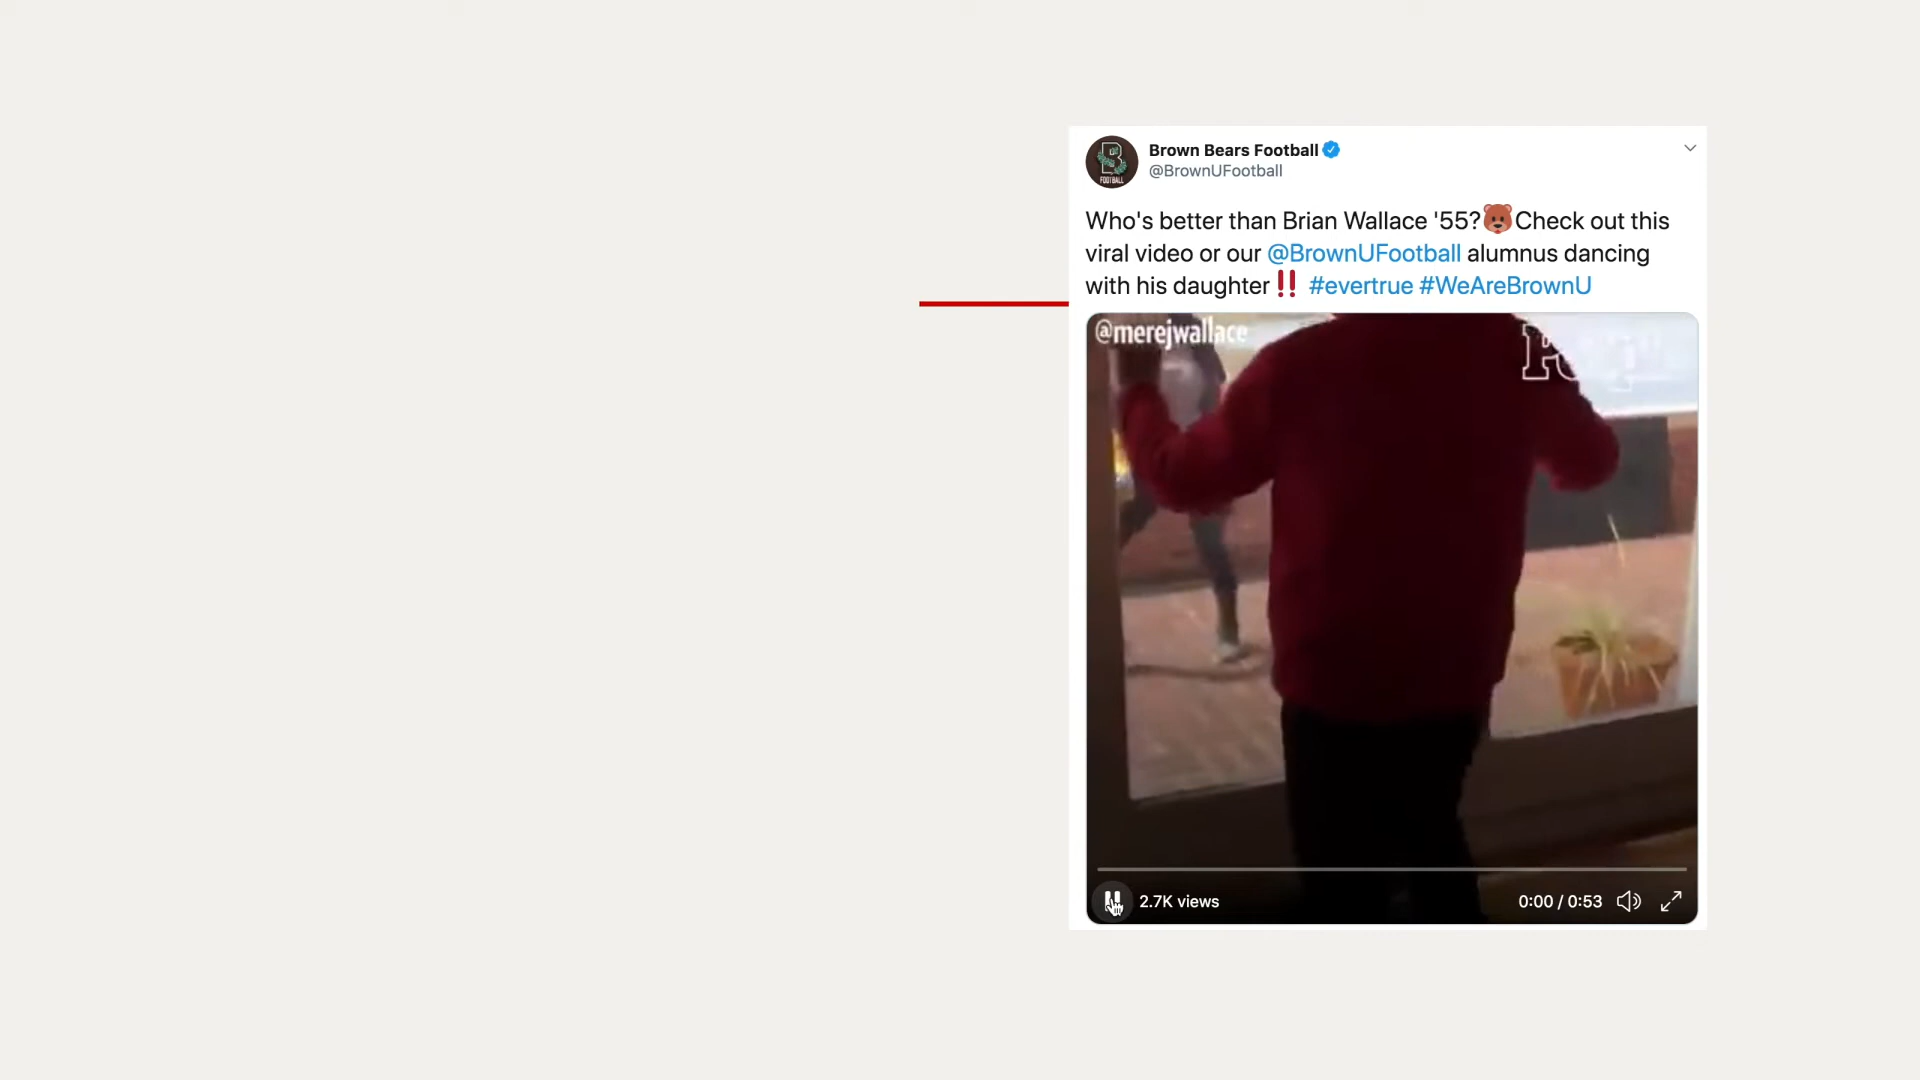 Brown Bears Football
@BrownUFootball
Who's better than Brian Wallace '55?🐻Check out this
viral video or our @BrownUFootball alumnus dancing
with his daughter‼️ #evertrue #WeAreBrownU
@merejwallace
2.7K views
0:00 / 0:53
B
FOOTBALL